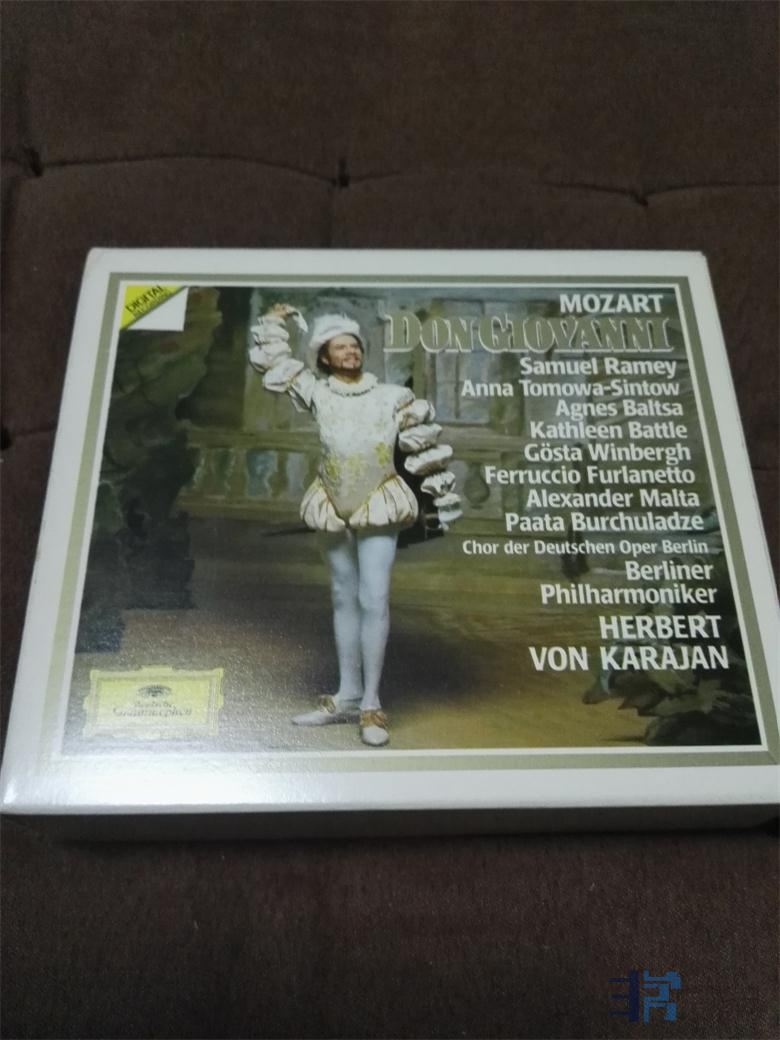 DIGITAL
RECORDING
MOZART
DON GIOVANNI
Samuel Ramey
Anna Tomowa-Sintow
Agnes Baltsa
Kathleen Battle
Gösta Winbergh
Ferruccio Furlanetto
Alexander Malta
Paata Burchuladze
Chor der Deutschen Oper Berlin
Berliner
Philharmoniker
HERBERT
VON KARAJAN
Deutsche
Grammophon